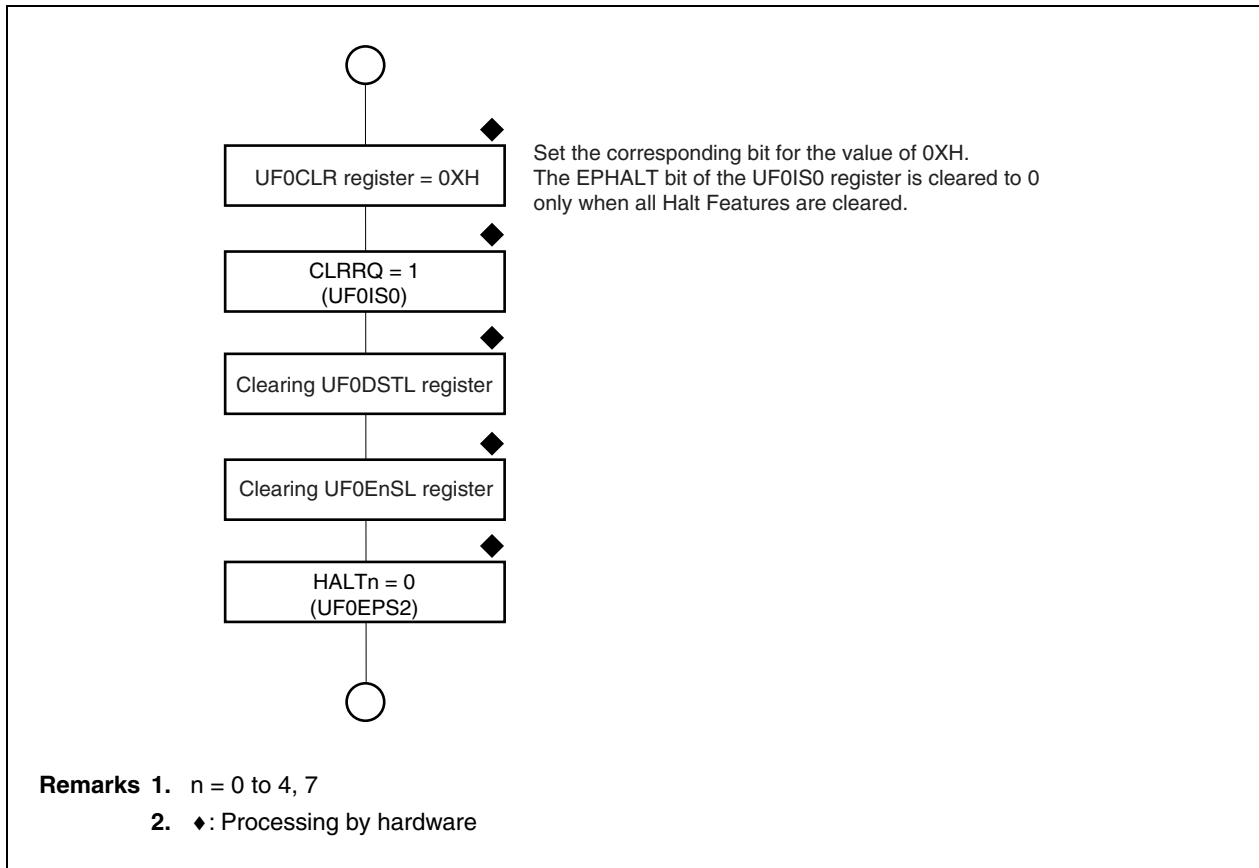 UF0CLR register = 0XH
Set the corresponding bit for the value of 0XH.
The EPHALT bit of the UF0IS0 register is cleared to 0
only when all Halt Features are cleared.
CLRRQ = 1
(UF0IS0)
Clearing UF0DSTL register
Clearing UF0EnSL register
HALTn = 0
(UF0EPS2)
Remarks 1. n = 0 to 4, 7
2. ♦: Processing by hardware